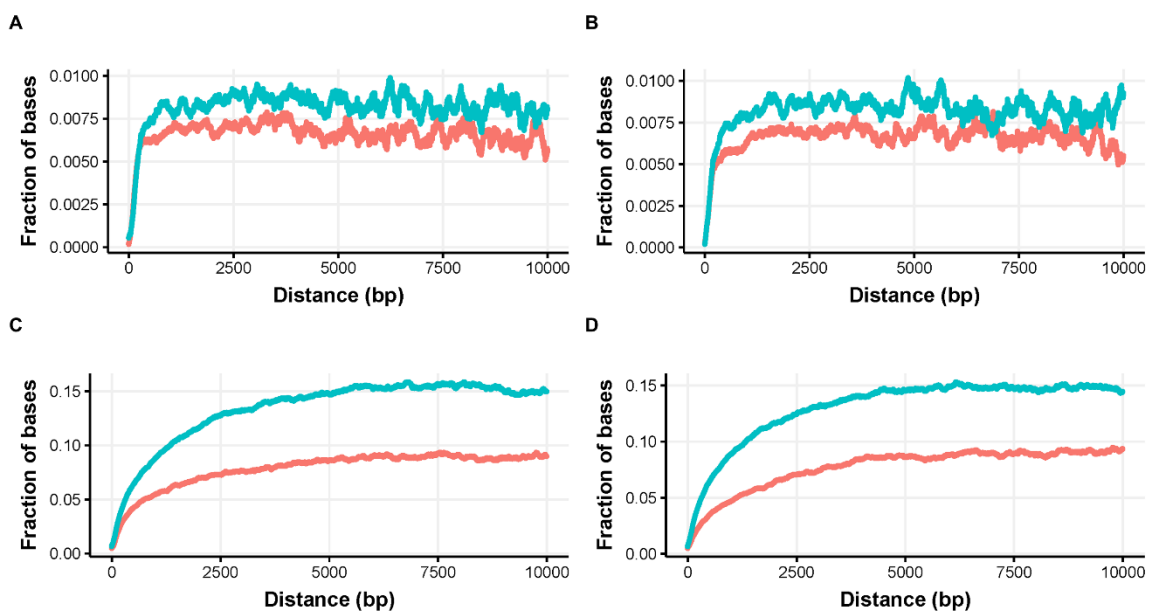 A
B
Fraction of bases
0.0100
0.0075
0.0050
0.0025
0.0000
0 2500 5000 7500 10000
Distance (bp)
Fraction of bases
0.0100
0.0075
0.0050
0.0025
0.0000
0 2500 5000 7500 10000
Distance (bp)
C
D
Fraction of bases
0.15
0.10
0.05
0.00
0 2500 5000 7500 10000
Distance (bp)
Fraction of bases
0.15
0.10
0.05
0.00
0 2500 5000 7500 10000
Distance (bp)